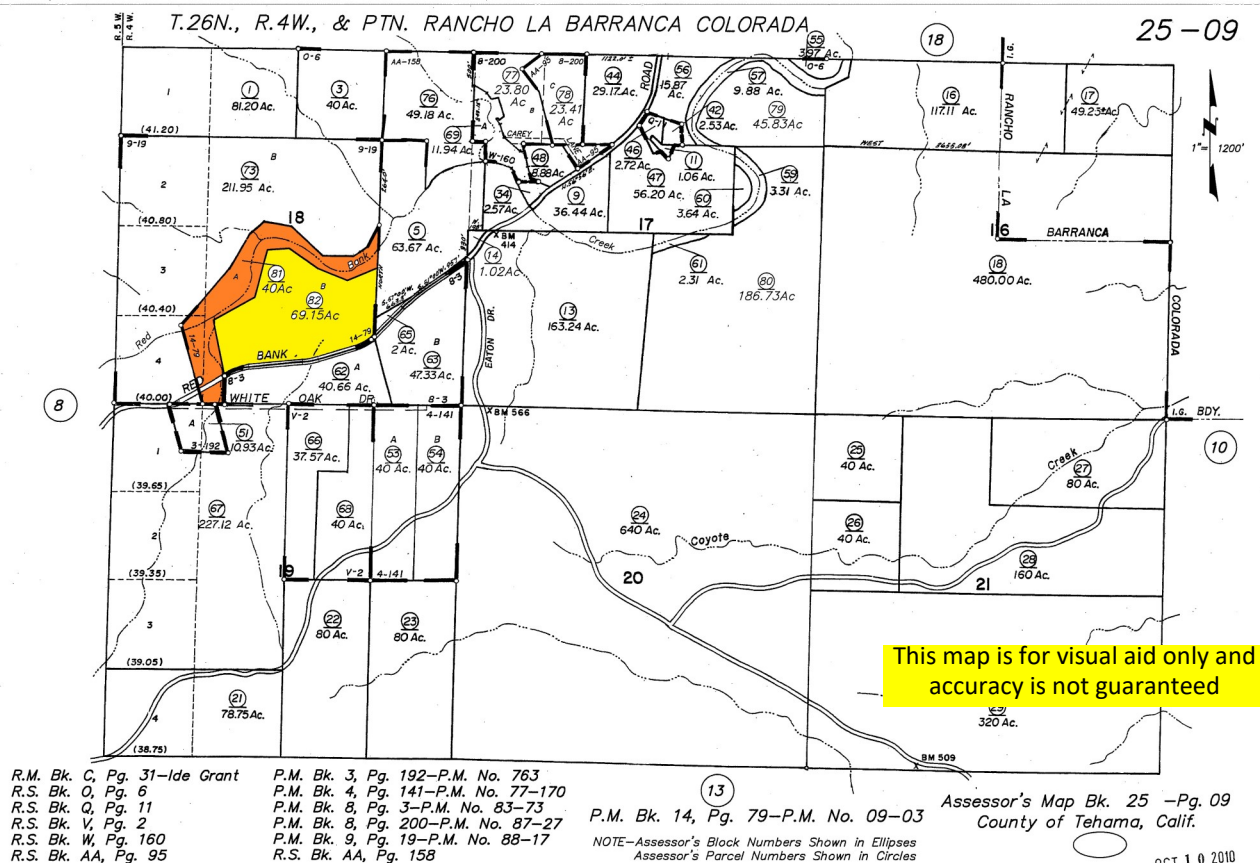 T.26N., R.4W., & PTN. RANCHO LA BARRANCA COLORADA
25-09
R.5W.
R.4W.
18
55
3.97 Ac.
O-6
I.G.
O-6
AA-158
8-200
AA-95
8-200
1
1
81.20 Ac.
3
40 Ac.
76
49.18 Ac.
77
23.80
Ac
B
C
78
23.41
Ac
44
29.17 Ac.
ROAD
56
15.87
Ac.
57
9.88 Ac.
79
45.83 Ac
42
2.53 Ac.
16
117.11 Ac.
17
49.23±Ac
RANCHO
1"= 1200'
(41.20)
9-19
9-19
69
11.94 Ac.
A
CAREY
W-160
48
8.88 Ac.
AA-95
Q-11
46
2.72 Ac.
11
1.06 Ac.
47
56.20 Ac.
60
3.64 Ac.
59
3.31 Ac.
WEST
B
73
211.95 Ac.
2
34
2.57 Ac.
9
36.44 Ac.
LA
(40.80)
18
5
63.67 Ac.
BM
414
Creek
17
16
BARRANCA
14
1.02 Ac
61
2.31 Ac.
18
480.00 Ac.
3
A
81
40 Ac
Bank
NORTH
B
82
69.15 Ac
8-3
80
186.73 Ac
COLORADA
(40.40)
Red
14-79
14-79
65
2 Ac.
B
63
47.33 Ac.
EATON DR.
13
163.24 Ac.
4
RED
BANK
A
62
40.66 Ac.
8
(40.00)
8-3
WHITE OAK DR.
8-3
V-2
4-141
BM 566
I.G. BDY.
10
A
51
10.93 Ac.
3-192
1
66
37.57 Ac.
A
53
40 Ac.
B
54
40 Ac.
25
40 Ac.
Creek
27
80 Ac.
(39.65)
67
227.12 Ac.
68
40 Ac.
24
640 Ac.
26
40 Ac.
2
Coyote
28
160 Ac.
(39.35)
19
V-2
4-141
20
21
3
22
80 Ac.
23
80 Ac.
(39.05)
This map is for visual aid only and
accuracy is not guaranteed
21
78.75 Ac.
4
320 Ac.
(38.75)
BM 509
R.M. Bk. C, Pg. 31-Ide Grant
R.S. Bk. O, Pg. 6
R.S. Bk. Q, Pg. 11
R.S. Bk. V, Pg. 2
R.S. Bk. W, Pg. 160
R.S. Bk. AA, Pg. 95
P.M. Bk. 3, Pg. 192-P.M. No. 763
P.M. Bk. 4, Pg. 141-P.M. No. 77-170
P.M. Bk. 8, Pg. 3-P.M. No. 83-73
P.M. Bk. 8, Pg. 200-P.M. No. 87-27
P.M. Bk. 9, Pg. 19-P.M. No. 88-17
R.S. Bk. AA, Pg. 158
13
P.M. Bk. 14, Pg. 79-P.M. No. 09-03
NOTE-Assessor's Block Numbers Shown in Ellipses
Assessor's Parcel Numbers Shown in Circles
Assessor's Map Bk. 25 -Pg. 09
County of Tehama, Calif.
OCT 10 2010